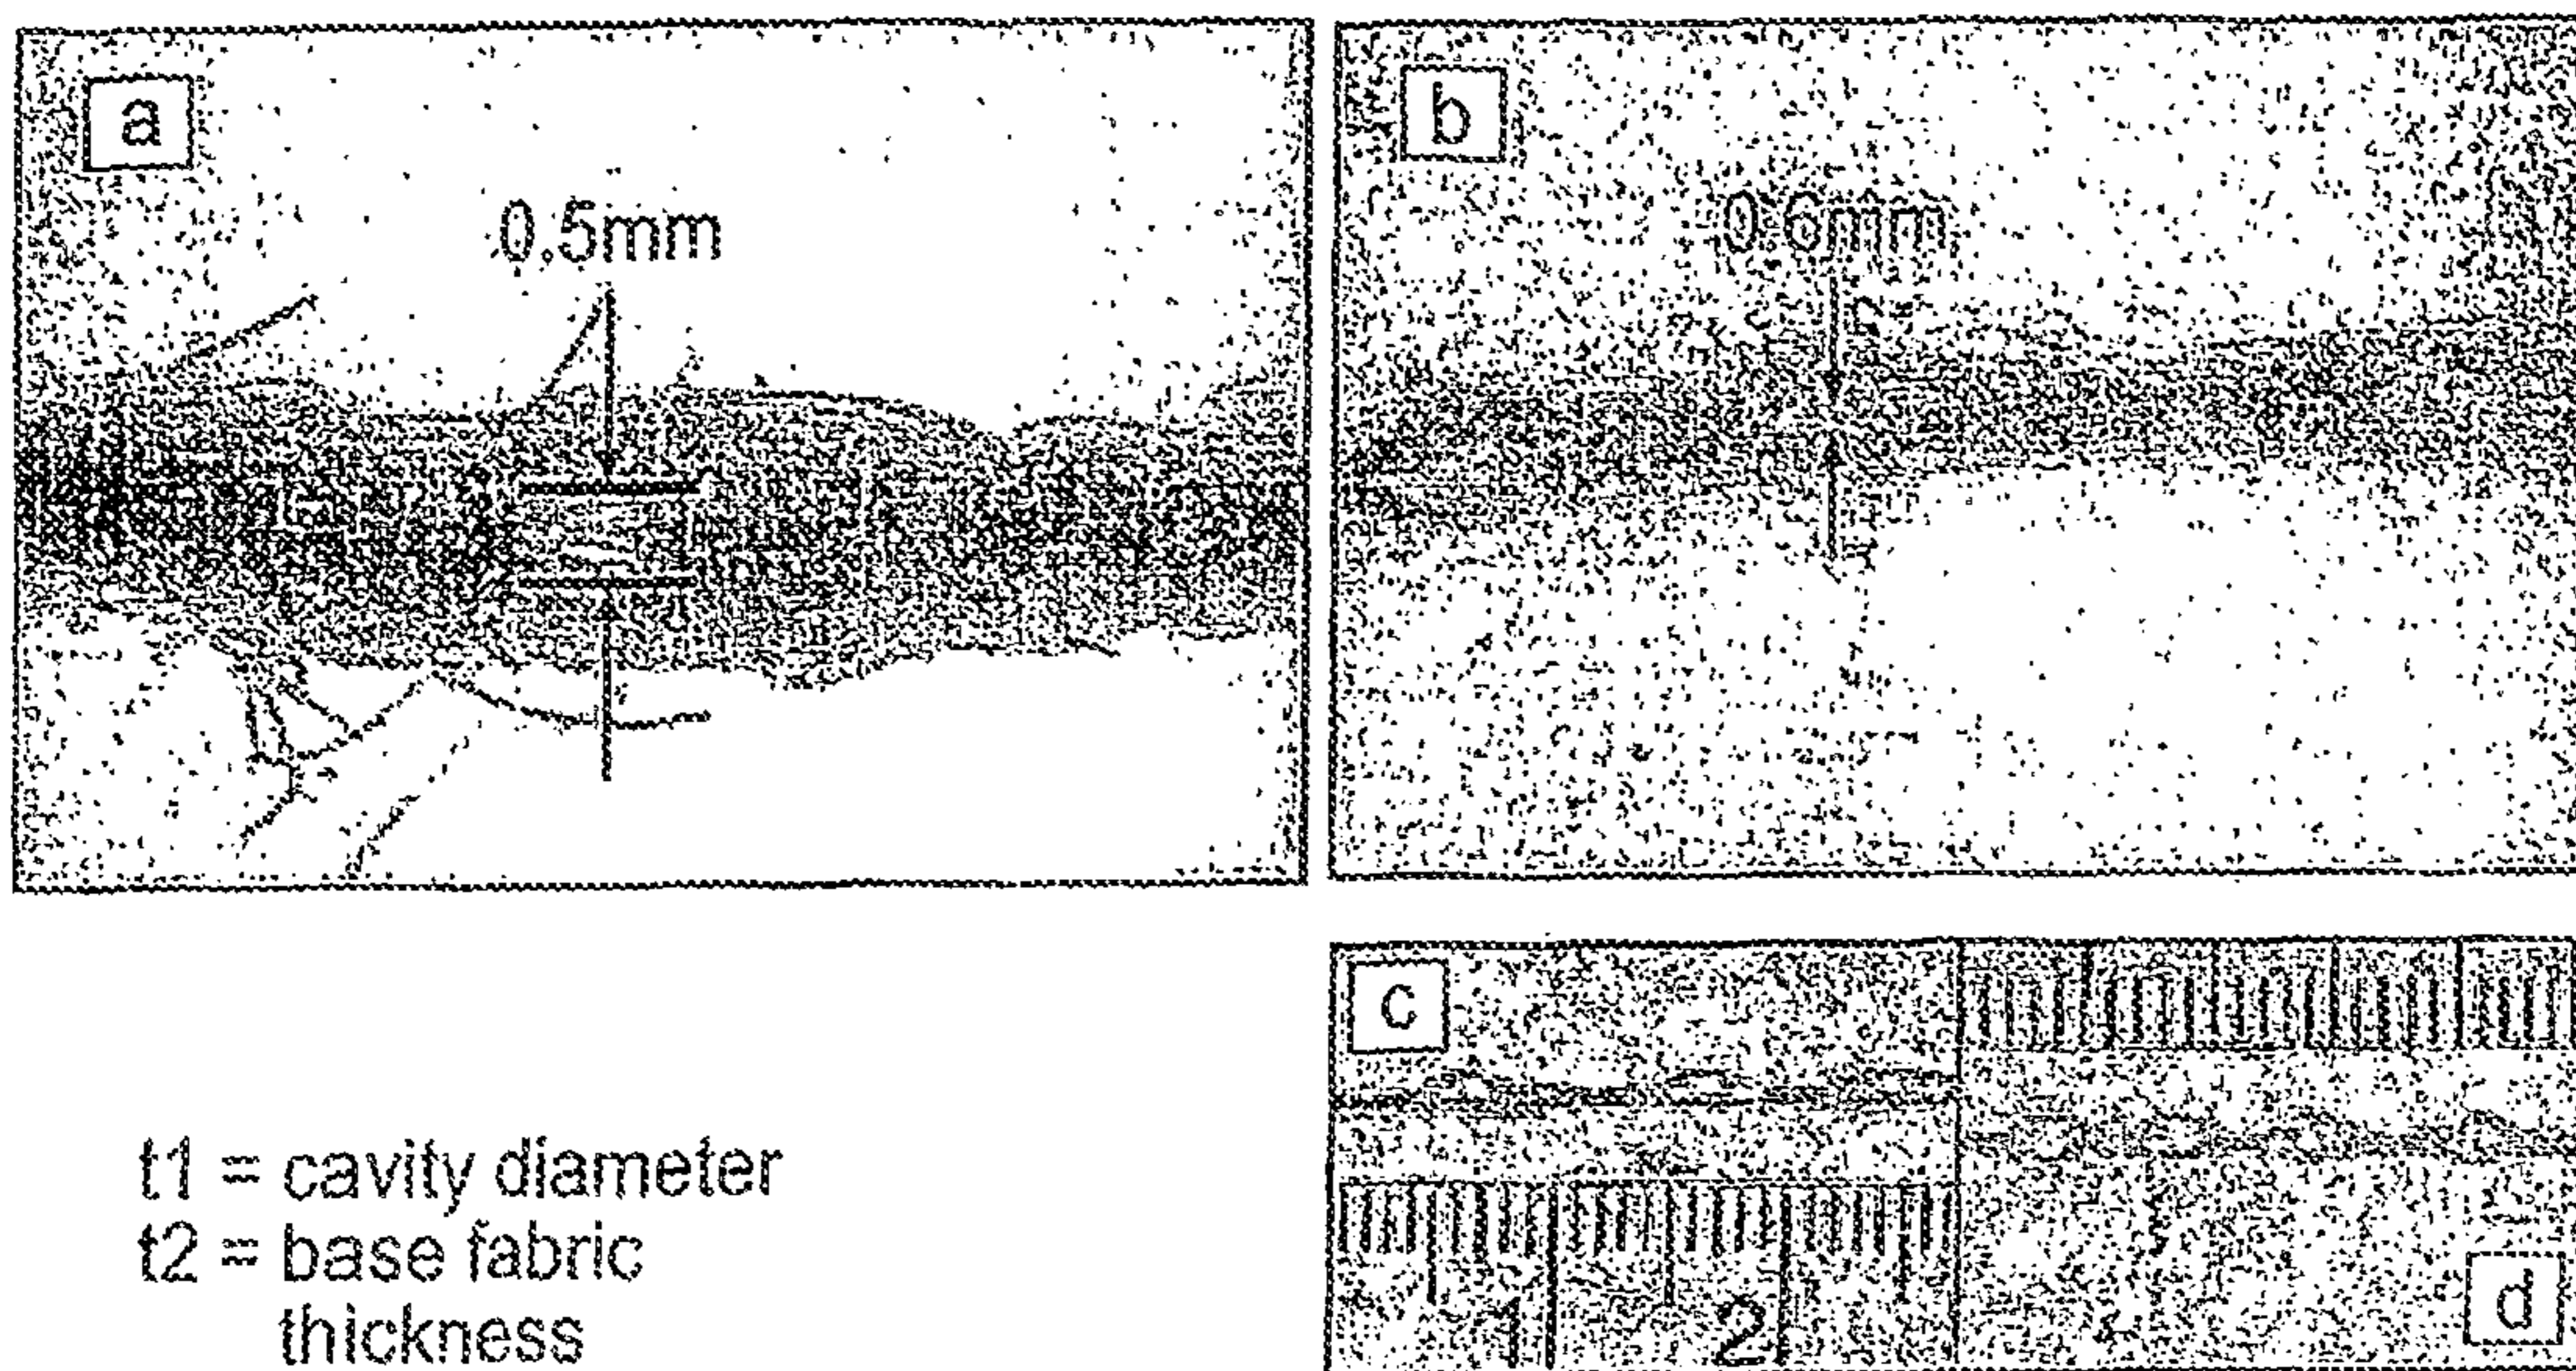 a
0.5mm
b
0.6mm
c
1 2
d
t1 = cavity diameter
t2 = base fabric
thickness